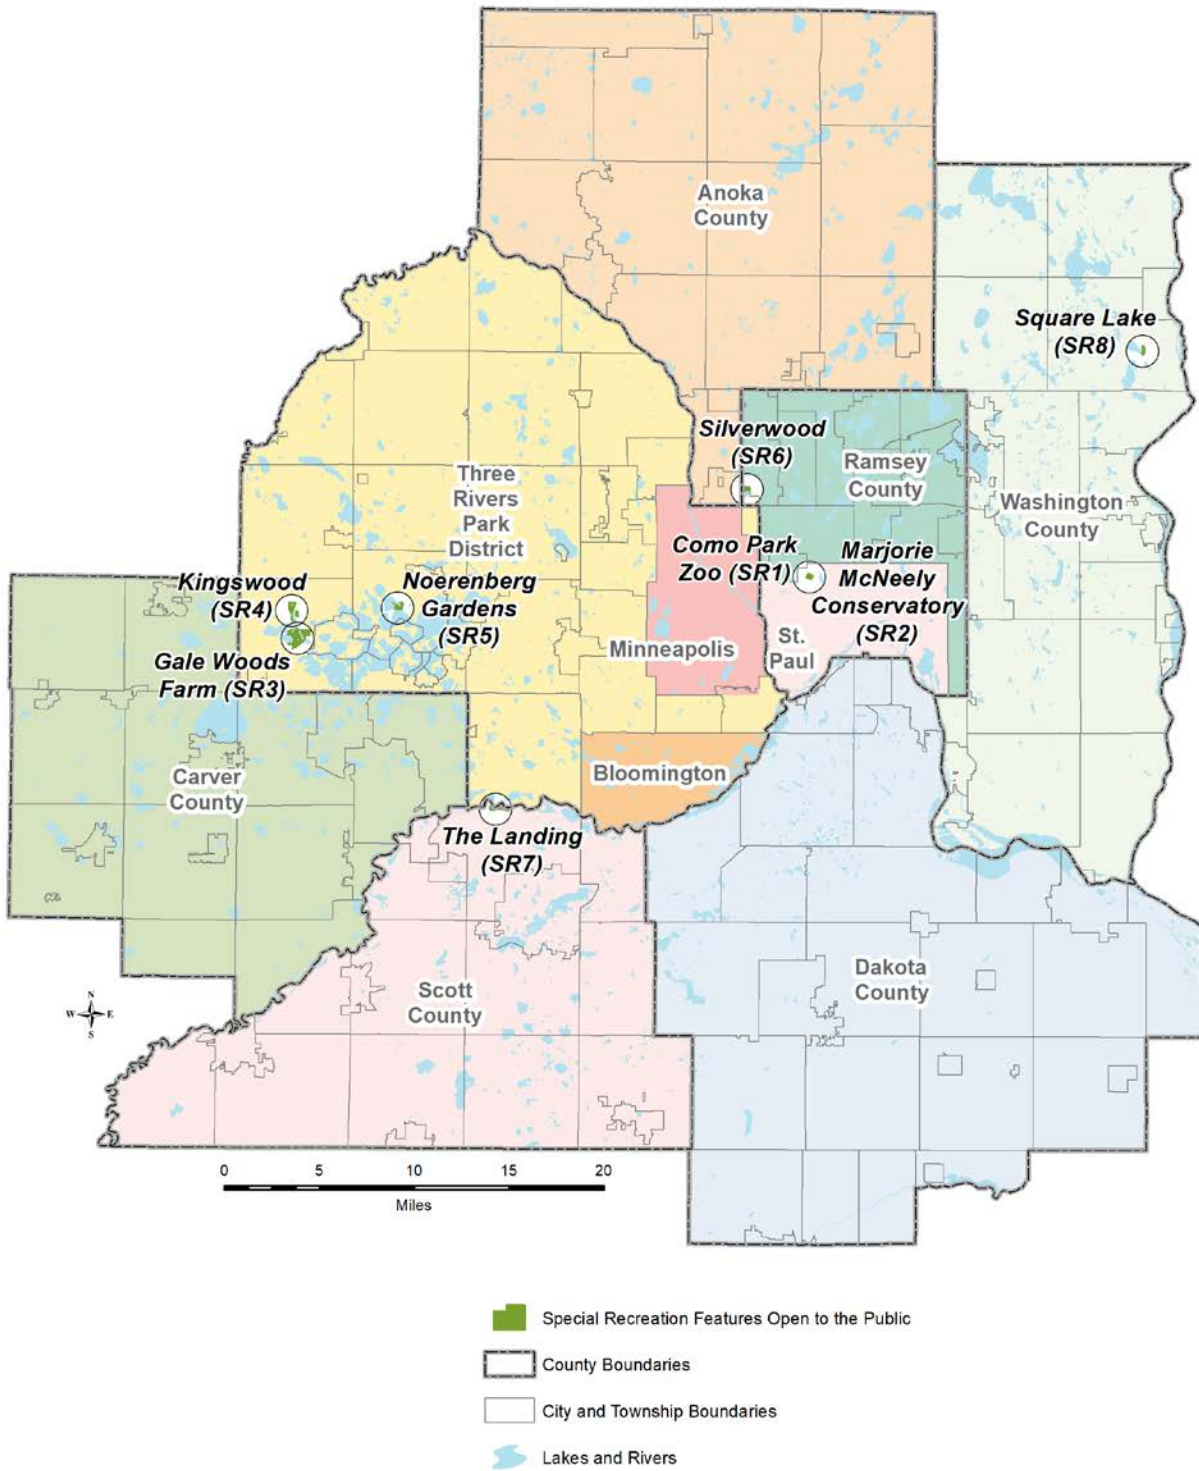 Anoka
County
Square Lake
(SR8)
Silverwood
(SR6)
Ramsey
County
Three
Rivers
Park
District
Washington
County
Como Park
Zoo (SR1)
Marjorie
McNeely
Conservatory
(SR2)
Kingswood
(SR4)
Noerenberg
Gardens
(SR5)
Minneapolis
St.
Paul
Gale Woods
Farm (SR3)
Carver
County
Bloomington
The Landing
(SR7)
Scott
County
Dakota
County
N
W E
S
0 5 10 15 20
Miles
Special Recreation Features Open to the Public
County Boundaries
City and Township Boundaries
Lakes and Rivers